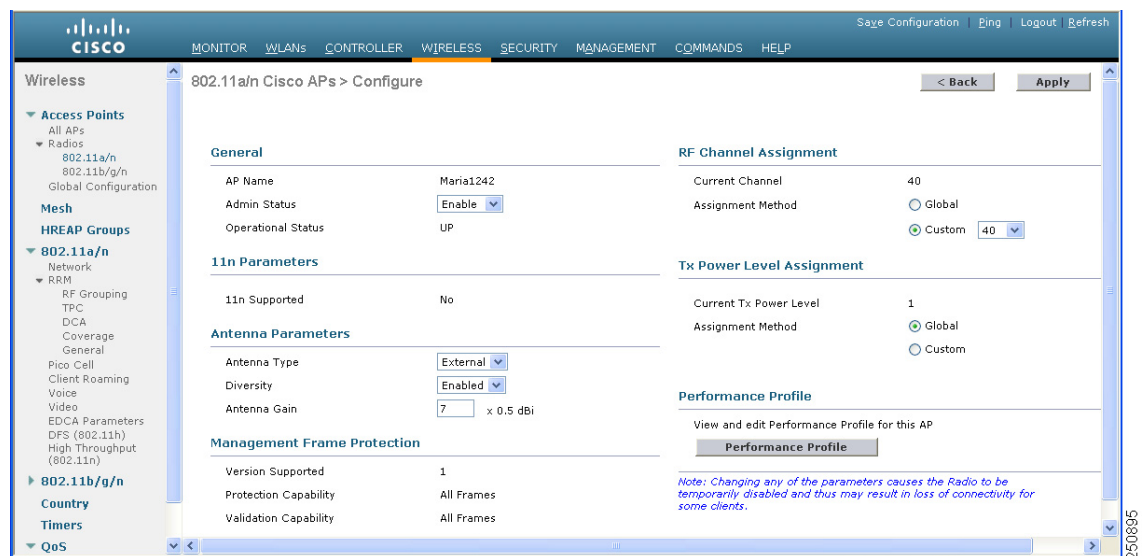 Save Configuration | Ping | Logout | Refresh
CISCO
MONITOR WLANs CONTROLLER WIRELESS SECURITY MANAGEMENT COMMANDS HELP
Wireless
Access Points
All APs
Radios
802.11a/n
802.11b/g/n
Global Configuration
Mesh
HREAP Groups
802.11a/n
Network
RRM
RF Grouping
TPC
DCA
Coverage
General
Pico Cell
Client Roaming
Voice
Video
EDCA Parameters
DFS (802.11h)
High Throughput
(802.11n)
802.11b/g/n
Country
Timers
QoS
802.11a/n Cisco APs > Configure
< Back
Apply
General
AP Name Maria1242
Admin Status Enable
Operational Status UP
11n Parameters
11n Supported No
Antenna Parameters
Antenna Type External
Diversity Enabled
Antenna Gain 7 x 0.5 dBi
Management Frame Protection
Version Supported 1
Protection Capability All Frames
Validation Capability All Frames
RF Channel Assignment
Current Channel 40
Assignment Method Global
Custom 40
Tx Power Level Assignment
Current Tx Power Level 1
Assignment Method Global
Custom
Performance Profile
View and edit Performance Profile for this AP
Performance Profile
Note: Changing any of the parameters causes the Radio to be
temporarily disabled and thus may result in loss of connectivity for
some clients.
250895